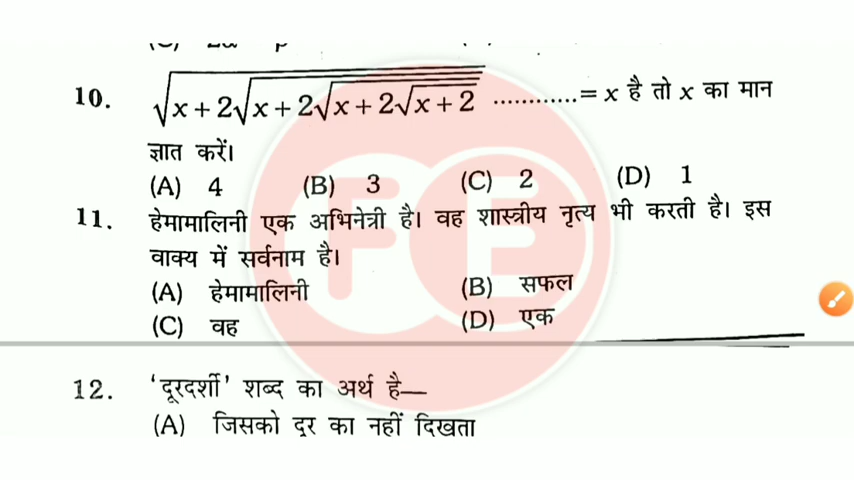 10. √x + 2√x + 2√x + 2√x + 2 ............ = x है तो x का मान
ज्ञात करें।
(A) 4 (B) 3 (C) 2 (D) 1
11. हेमामालिनी एक अभिनेत्री है। वह शास्त्रीय नृत्य भी करती है। इस
वाक्य में सर्वनाम है।
(A) हेमामालिनी (B) सफल
(C) वह (D) एक
12. 'दूरदर्शी' शब्द का अर्थ है—
(A) जिसको दूर का नहीं दिखता